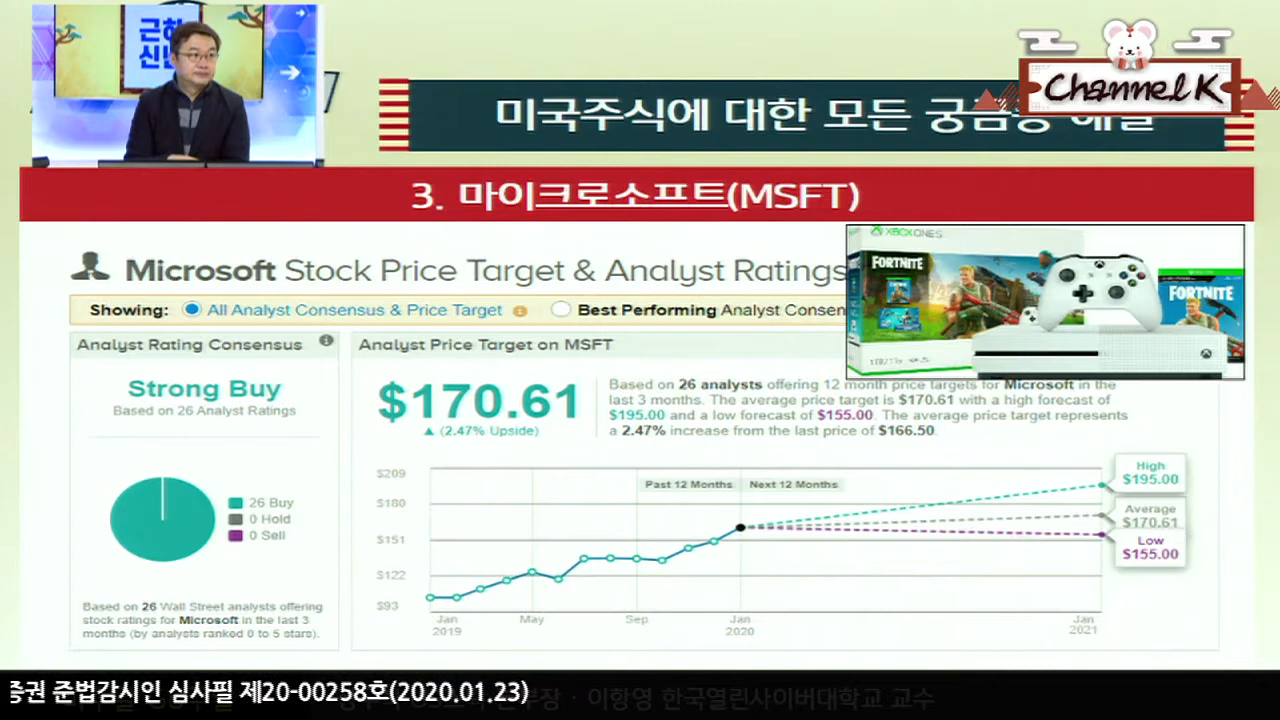 근하
신년
Channel K
미국주식에 대한 모든 궁금증 해결
3. 마이크로소프트(MSFT)
XBOX ONE S
FORTNITE
FORTNITE
Microsoft Stock Price Target & Analyst Ratings
Showing: All Analyst Consensus & Price Target Best Performing Analyst Consen
Analyst Rating Consensus
Strong Buy
Based on 26 Analyst Ratings
26 Buy
0 Hold
0 Sell
Based on 26 Wall Street analysts offering
stock ratings for Microsoft in the last 3
months (by analysts ranked 0 to 5 stars).
Analyst Price Target on MSFT
$170.61
▲ (2.47% Upside)
Based on 26 analysts offering 12 month price targets for Microsoft in the
last 3 months. The average price target is $170.61 with a high forecast of
$195.00 and a low forecast of $155.00. The average price target represents
a 2.47% increase from the last price of $166.50.
$209
$180
$151
$122
$93
Past 12 Months Next 12 Months
High
$195.00
Average
$170.61
Low
$155.00
Jan
2019
May
Sep
Jan
2020
Jan
2021
증권 준법감시인 심사필 제20-00258호(2020.01.23)
이항영 한국열린사이버대학교 교수